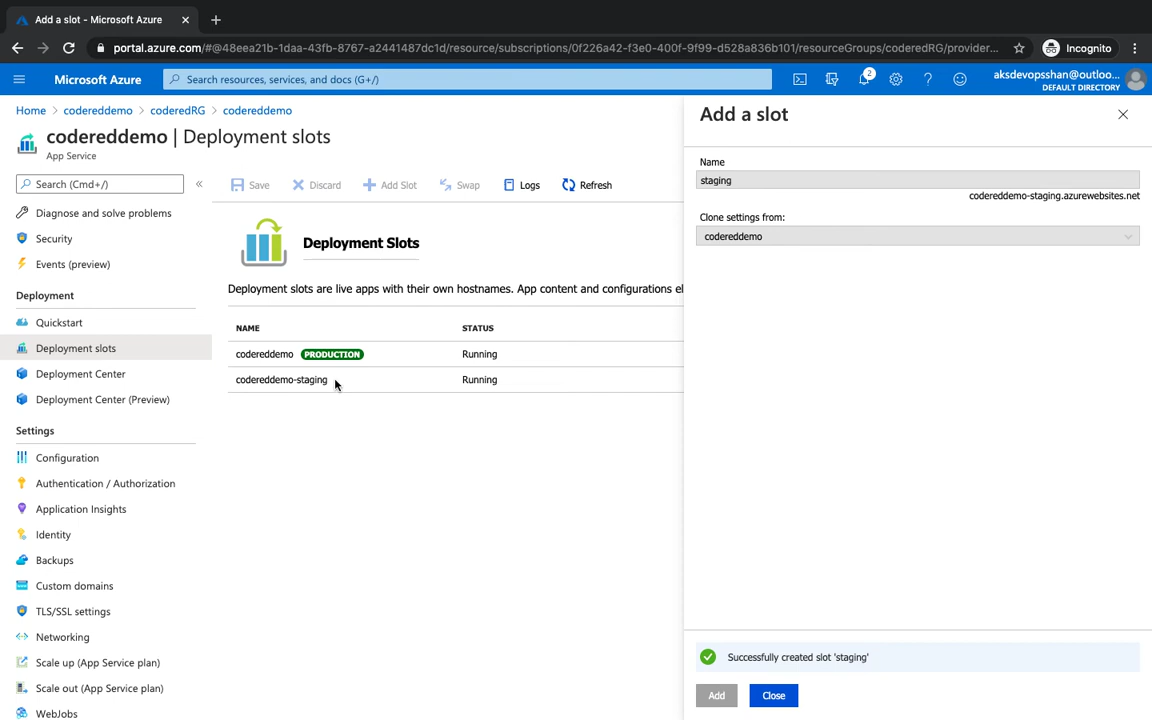 Add a slot - Microsoft Azure
portal.azure.com/#@48eea21b-1daa-43fb-8767-a2441487dc1d/resource/subscriptions/0f226a42-f3e0-400f-9f99-d528a836b101/resourceGroups/coderedRG/provider...
Incognito
Microsoft Azure
Search resources, services, and docs (G+/)
2
aksdevopsshan@outloo...
DEFAULT DIRECTORY
Home > codereddemo > coderedRG > codereddemo
codereddemo | Deployment slots
App Service
Search (Cmd+/)
«
Diagnose and solve problems
Security
Events (preview)
Deployment
Quickstart
Deployment slots
Deployment Center
Deployment Center (Preview)
Settings
Configuration
Authentication / Authorization
Application Insights
Identity
Backups
Custom domains
TLS/SSL settings
Networking
Scale up (App Service plan)
Scale out (App Service plan)
WebJobs
Save
Discard
Add Slot
Swap
Logs
Refresh
Deployment Slots
Deployment slots are live apps with their own hostnames. App content and configurations el
NAME STATUS
codereddemo PRODUCTION Running
codereddemo-staging Running
Add a slot
Name
staging
codereddemo-staging.azurewebsites.net
Clone settings from:
codereddemo
Successfully created slot 'staging'
Add
Close